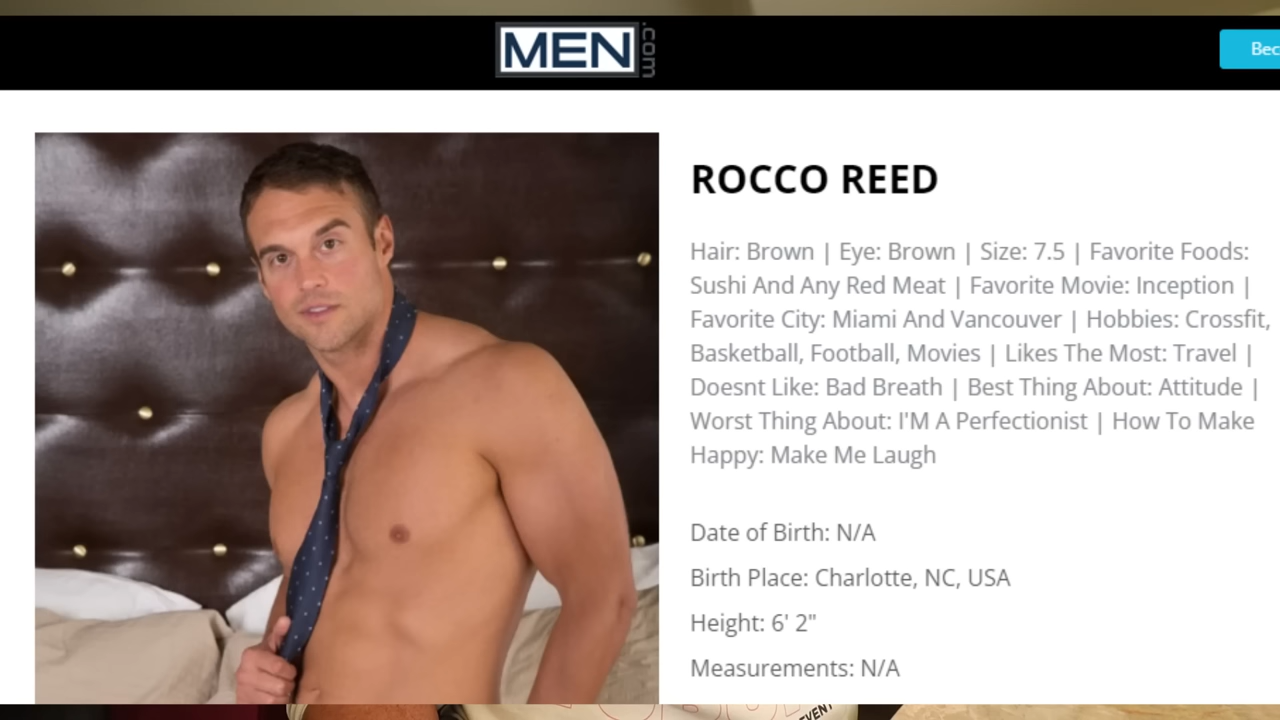 MEN
.com
Bec
ROCCO REED
Hair: Brown | Eye: Brown | Size: 7.5 | Favorite Foods:
Sushi And Any Red Meat | Favorite Movie: Inception |
Favorite City: Miami And Vancouver | Hobbies: Crossfit,
Basketball, Football, Movies | Likes The Most: Travel |
Doesnt Like: Bad Breath | Best Thing About: Attitude |
Worst Thing About: I'M A Perfectionist | How To Make
Happy: Make Me Laugh
Date of Birth: N/A
Birth Place: Charlotte, NC, USA
Height: 6' 2"
Measurements: N/A
EVENT